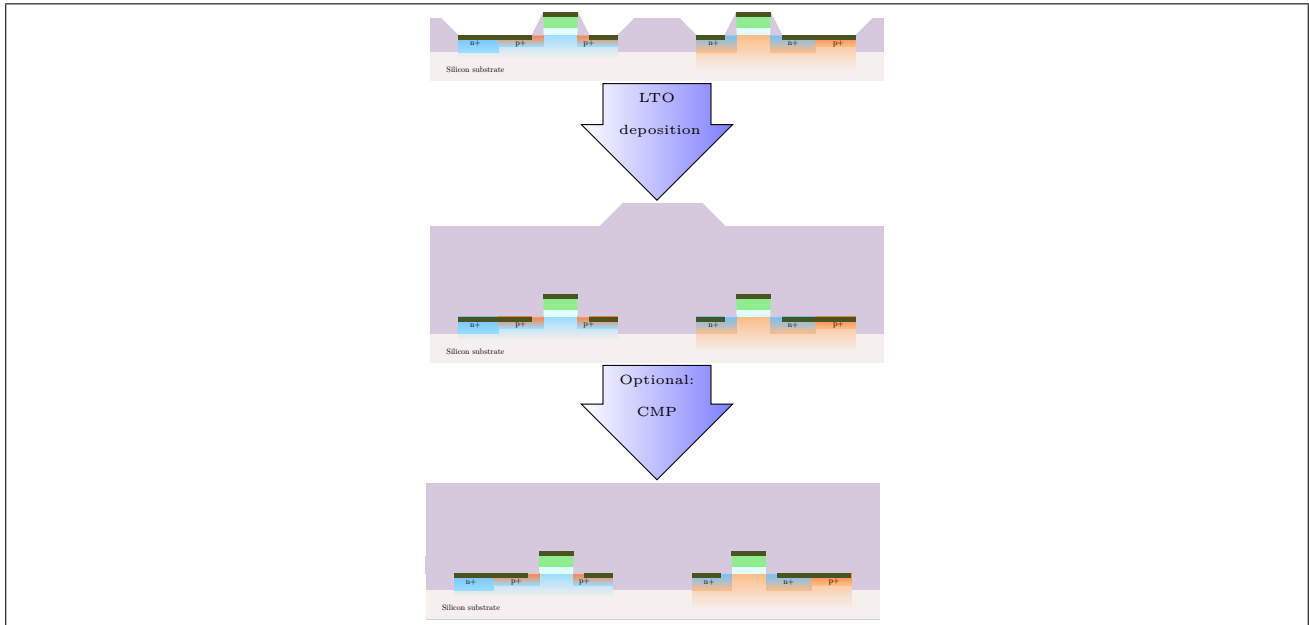 n+ p+ p+ n+ n+ p+
Silicon substrate
LTO
deposition
n+ p+ p+ n+ n+ p+
Silicon substrate
Optional:
CMP
n+ p+ p+ n+ n+ p+
Silicon substrate